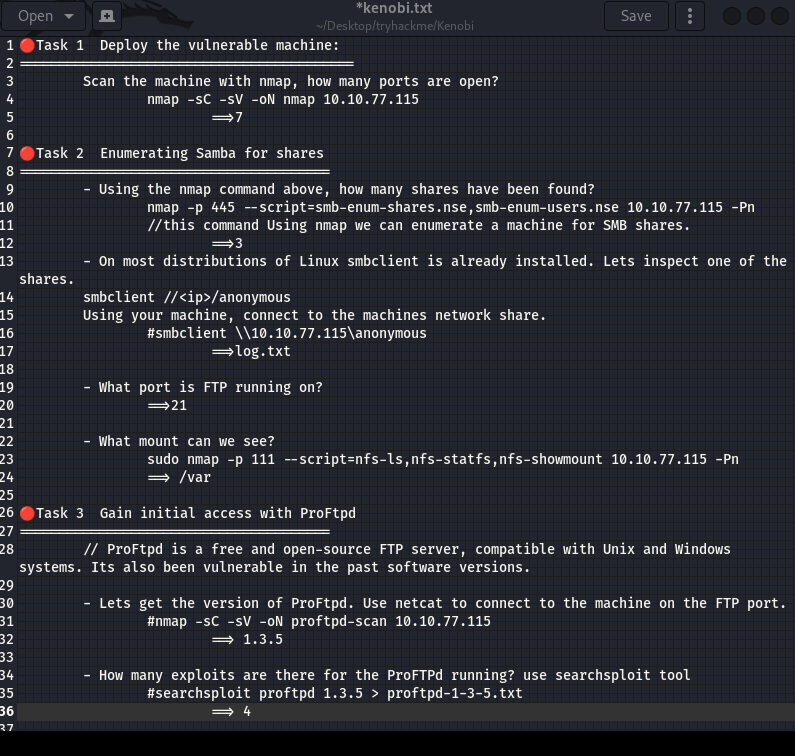 Open
*kenobi.txt
~/Desktop/tryhackme/Kenobi
Save
1 🔴Task 1  Deploy the vulnerable machine:
2 ==========================================
3         Scan the machine with nmap, how many ports are open?
4                 nmap -sC -sV -oN nmap 10.10.77.115
5                         ==>7
6
7 🔴Task 2  Enumerating Samba for shares
8 =======================================
9         - Using the nmap command above, how many shares have been found?
10                 nmap -p 445 --script=smb-enum-shares.nse,smb-enum-users.nse 10.10.77.115 -Pn
11                 //this command Using nmap we can enumerate a machine for SMB shares.
12                         ==>3
13         - On most distributions of Linux smbclient is already installed. Lets inspect one of the
shares.
14         smbclient //<ip>/anonymous
15         Using your machine, connect to the machines network share.
16                 #smbclient \\10.10.77.115\anonymous
17                         ==>log.txt
18
19         - What port is FTP running on?
20                 ==>21
21
22         - What mount can we see?
23                 sudo nmap -p 111 --script=nfs-ls,nfs-statfs,nfs-showmount 10.10.77.115 -Pn
24                 ==> /var
25
26 🔴Task 3  Gain initial access with ProFtpd
27 =======================================
28         // ProFtpd is a free and open-source FTP server, compatible with Unix and Windows
systems. Its also been vulnerable in the past software versions.
29
30         - Lets get the version of ProFtpd. Use netcat to connect to the machine on the FTP port.
31                 #nmap -sC -sV -oN proftpd-scan 10.10.77.115
32                         ==> 1.3.5
33
34         - How many exploits are there for the ProFTPd running? use searchsploit tool
35                 #searchsploit proftpd 1.3.5 > proftpd-1-3-5.txt
36                         ==> 4
37